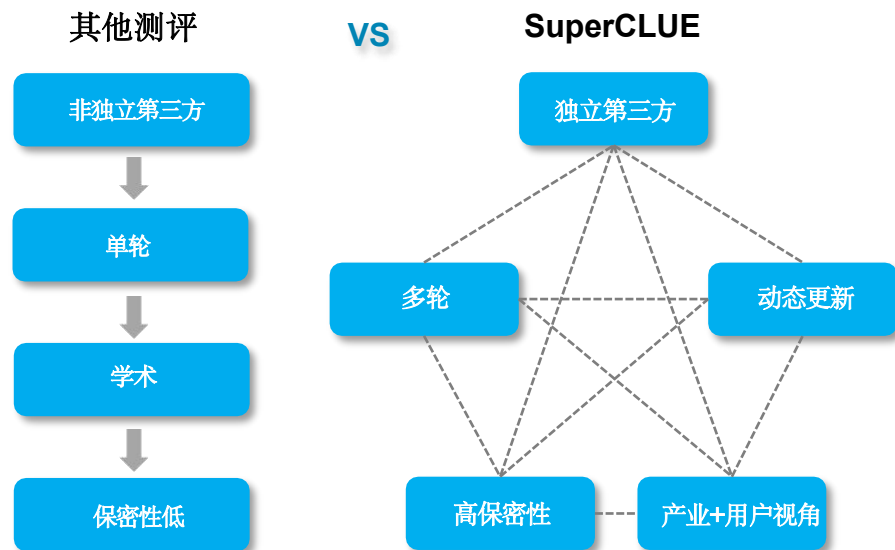 其他测评
VS
SuperCLUE
非独立第三方
单轮
学术
保密性低
独立第三方
多轮
动态更新
高保密性
产业+用户视角